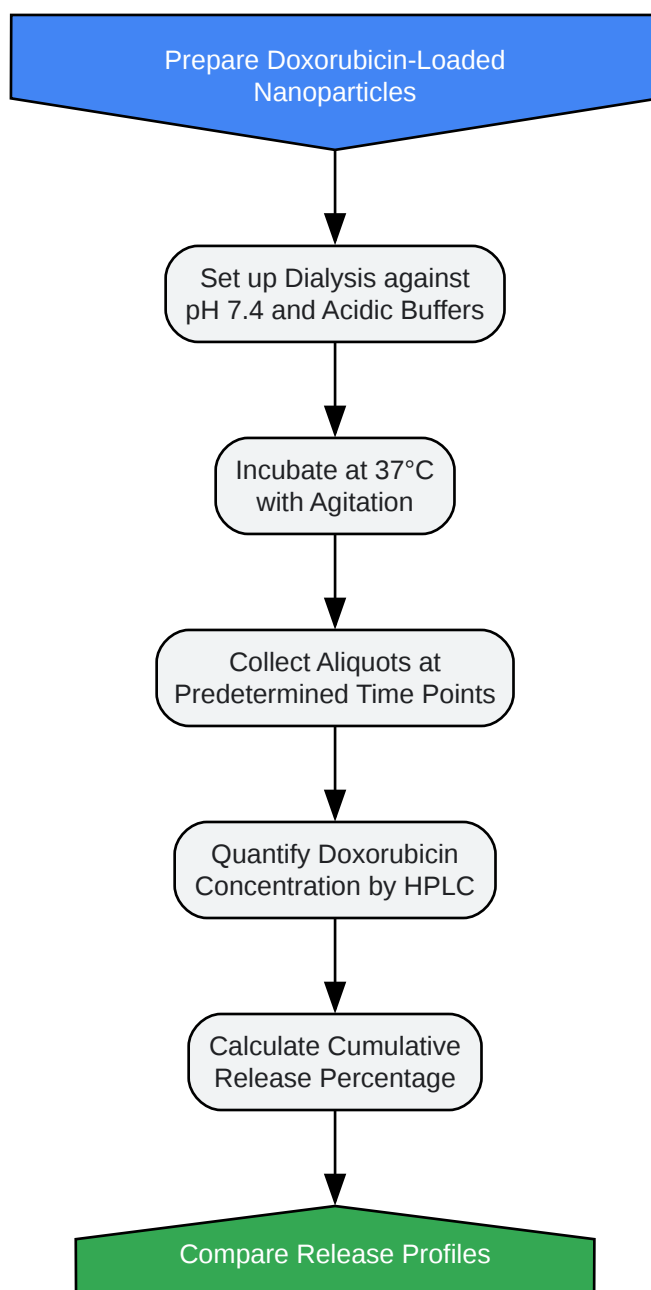 Prepare Doxorubicin-Loaded
Nanoparticles
Set up Dialysis against
pH 7.4 and Acidic Buffers
Incubate at 37°C
with Agitation
Collect Aliquots at
Predetermined Time Points
Quantify Doxorubicin
Concentration by HPLC
Calculate Cumulative
Release Percentage
Compare Release Profiles